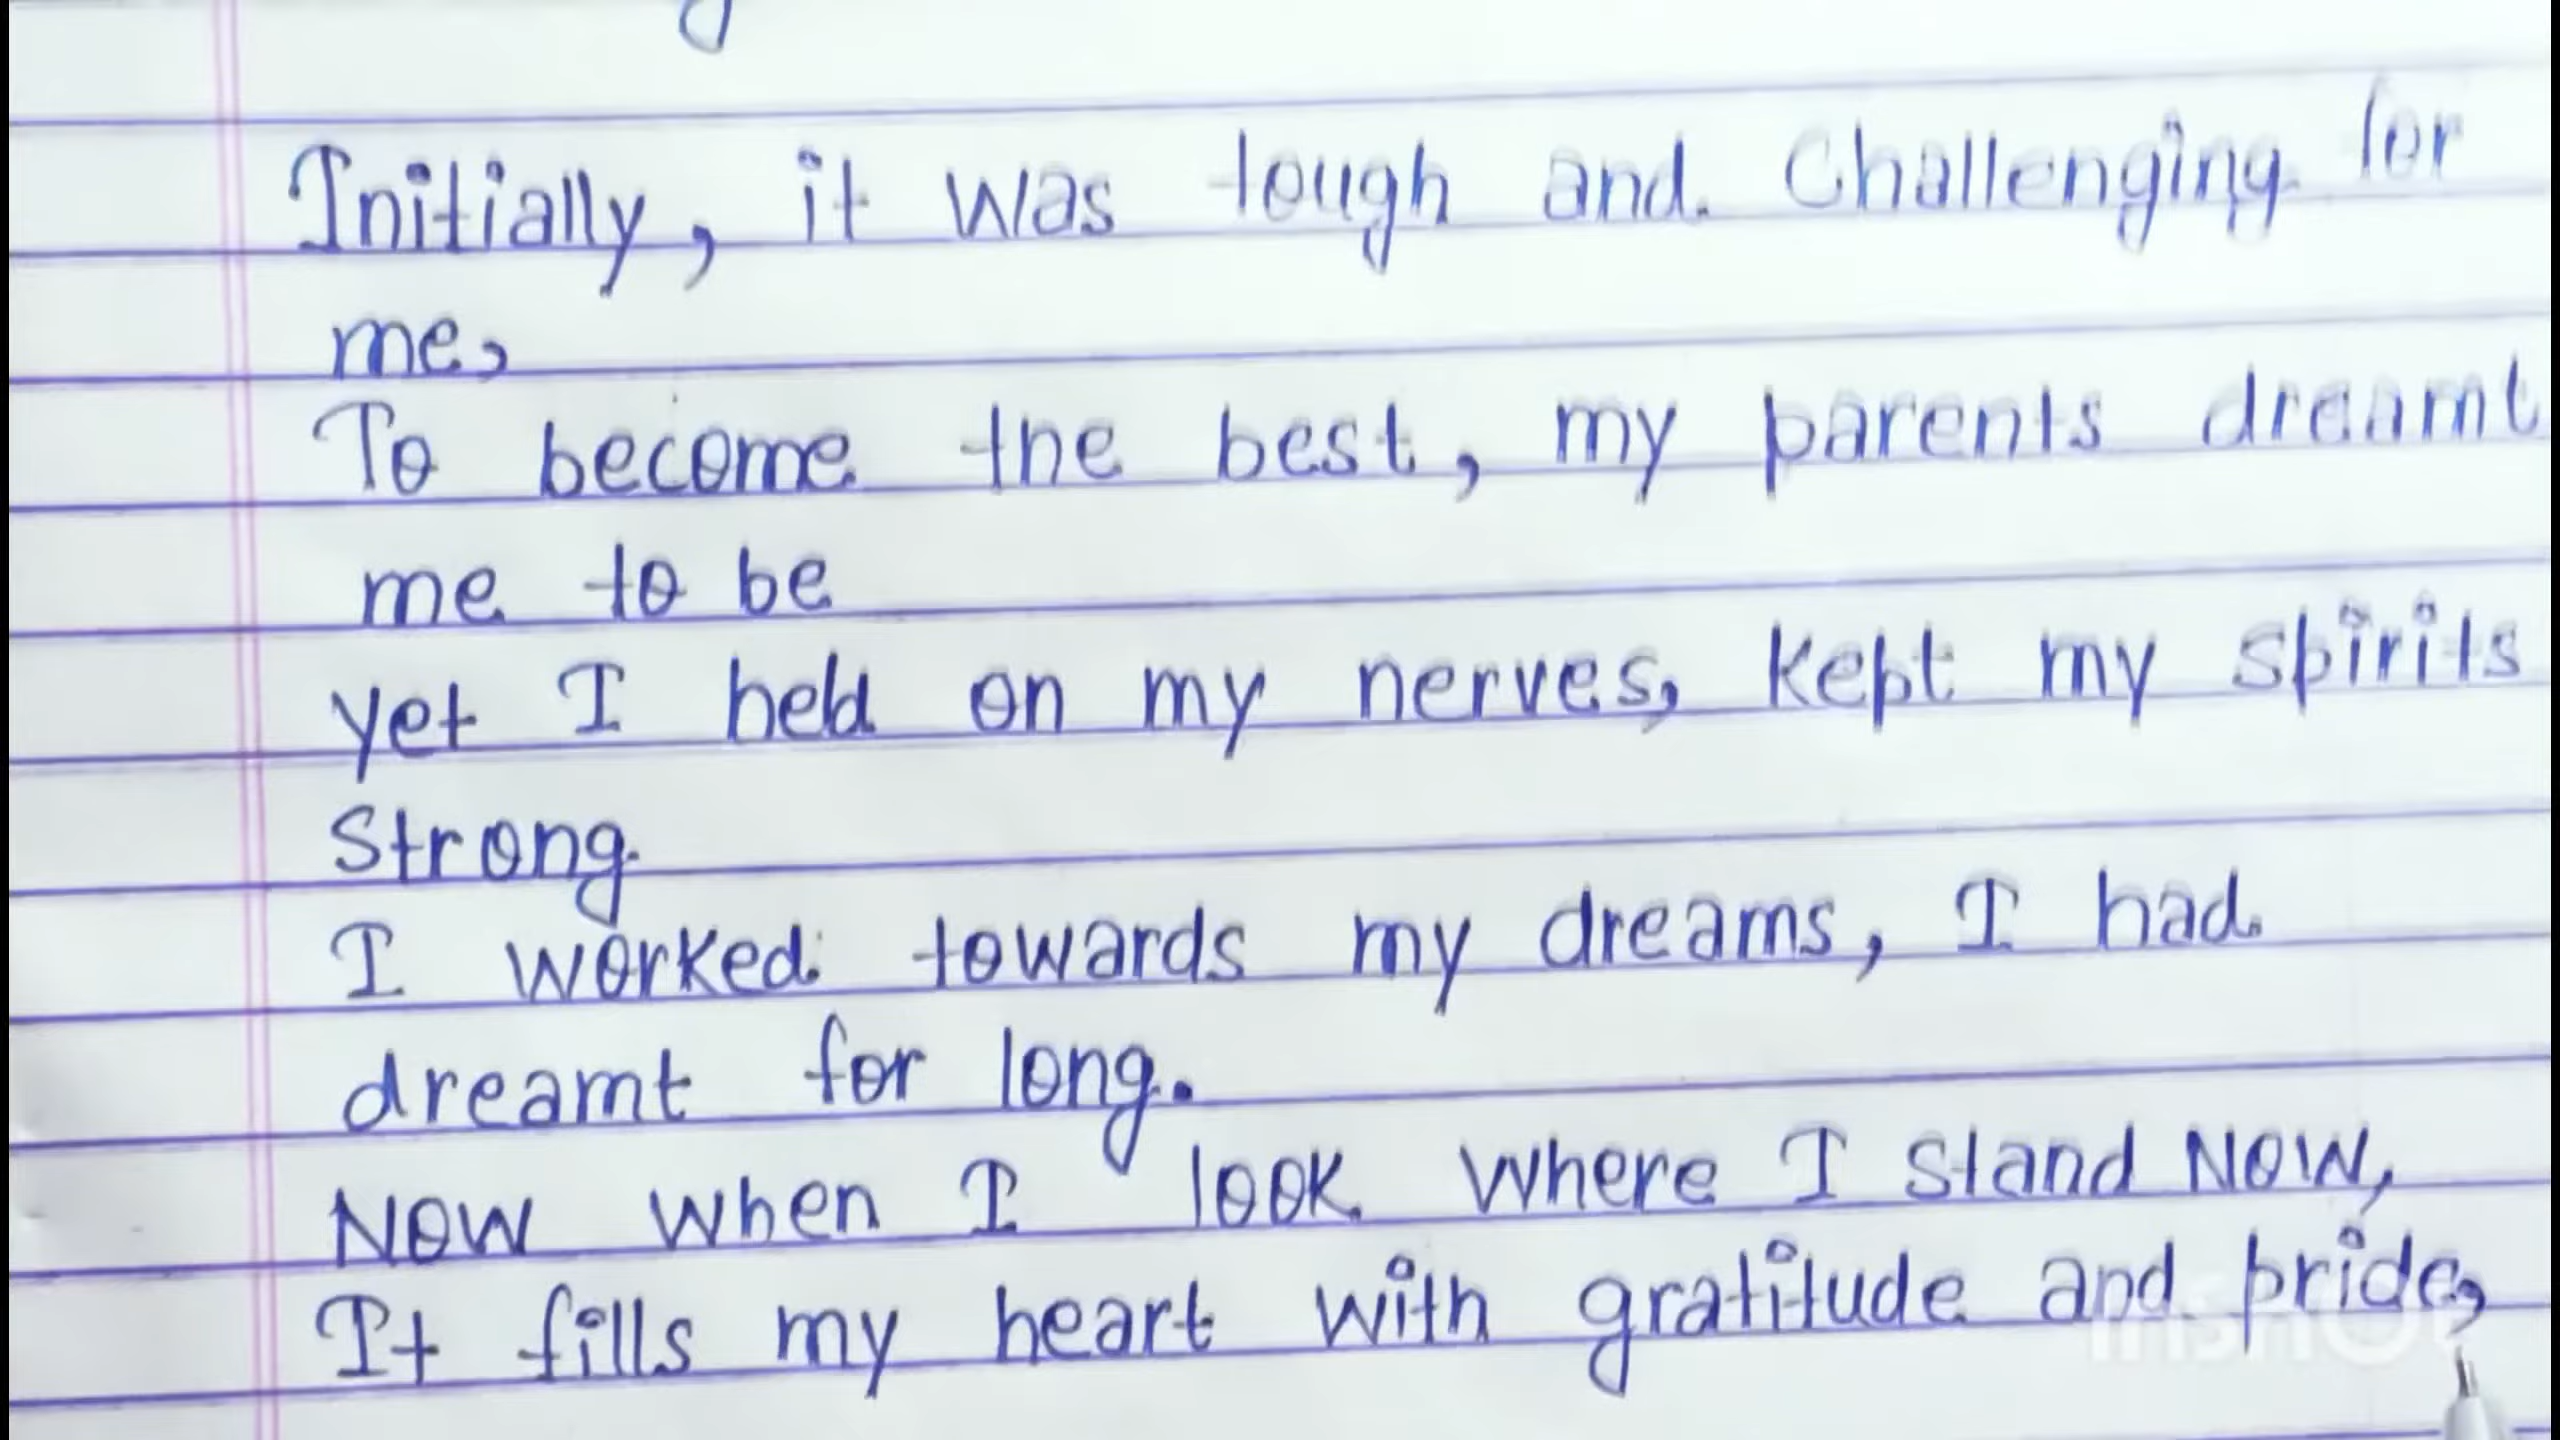 Initially, it was tough and challenging for
me,
To become the best, my parents dreamt
me to be
yet I held on my nerves, kept my spirits
strong
I worked towards my dreams, I had
dreamt for long.
Now when I look where I stand Now,
It fills my heart with gratitude and pride,